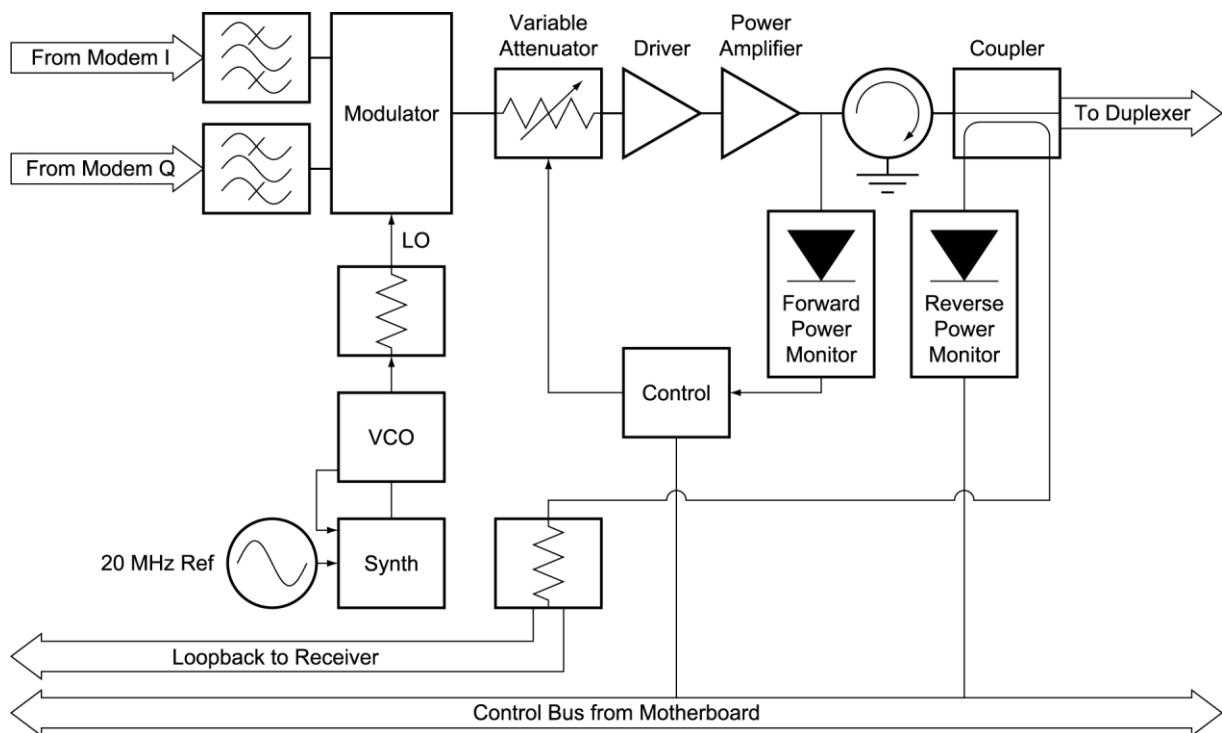 From Modem I
From Modem Q
Modulator
Variable
Attenuator
Driver
Power
Amplifier
Coupler
To Duplexer
LO
Forward
Power
Monitor
Reverse
Power
Monitor
Control
VCO
20 MHz Ref
Synth
Loopback to Receiver
Control Bus from Motherboard